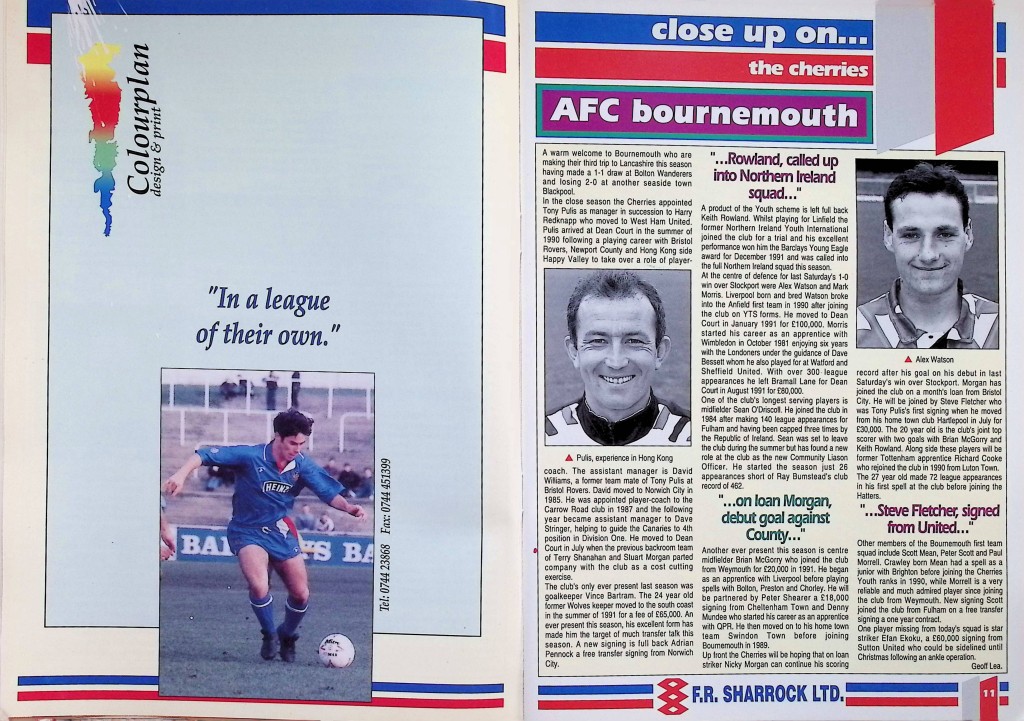 Colourplan
design & print
"In a league
of their own."
HEINZ
Tel: 0744 23868 Fax: 0744 451399
close up on...
the cherries
AFC bournemouth
A warm welcome to Bournemouth who are
making their third trip to Lancashire this season
having made a 1-1 draw at Bolton Wanderers
and losing 2-0 at another seaside town
Blackpool.
In the close season the Cherries appointed
Tony Pulis as manager in succession to Harry
Redknapp who moved to West Ham United.
Pulis arrived at Dean Court in the summer of
1990 following a playing career with Bristol
Rovers, Newport County and Hong Kong side
Happy Valley to take over a role of player-
Pulis, experience in Hong Kong
coach. The assistant manager is David
Williams, a former team mate of Tony Pulis at
Bristol Rovers. David moved to Norwich City in
1985. He was appointed player-coach to the
Carrow Road club in 1987 and the following
year became assistant manager to Dave
Stringer, helping to guide the Canaries to 4th
position in Division One. He moved to Dean
Court in July when the previous backroom team
of Terry Shanahan and Stuart Morgan parted
company with the club as a cost cutting
exercise.
The club's only ever present last season was
goalkeeper Vince Bartram. The 24 year old
former Wolves keeper moved to the south coast
in the summer of 1991 for a fee of £65,000. An
ever present this season, his excellent form has
made him the target of much transfer talk this
season. A new signing is full back Adrian
Pennock a free transfer signing from Norwich
City.
"...Rowland, called up
into Northern Ireland
squad..."
A product of the Youth scheme is left full back
Keith Rowland. Whilst playing for Linfield the
former Northern Ireland Youth International
joined the club for a trial and his excellent
performance won him the Barclays Young Eagle
award for December 1991 and was called into
the full Northern Ireland squad this season.
At the centre of defence for last Saturday's 1-0
win over Stockport were Alex Watson and Mark
Morris. Liverpool born and bred Watson broke
into the Anfield first team in 1990 after joining
the club on YTS forms. He moved to Dean
Court in January 1991 for £100,000. Morris
started his career as an apprentice with
Wimbledon in October 1981 enjoying six years
with the Londoners under the guidance of Dave
Bessett whom he also played for at Watford and
Sheffield United. With over 300 league
appearances he left Bramall Lane for Dean
Court in August 1991 for £80,000.
One of the club's longest serving players is
midfielder Sean O'Driscoll. He joined the club in
1984 after making 140 league appearances for
Fulham and having been capped three times by
the Republic of Ireland. Sean was set to leave
the club during the summer but has found a new
role at the club as the new Community Liason
Officer. He started the season just 26
appearances short of Ray Bumstead's club
record of 462.
"...on loan Morgan,
debut goal against
County..."
Another ever present this season is centre
midfielder Brian McGorry who joined the club
from Weymouth for £20,000 in 1991. He began
as an apprentice with Liverpool before playing
spells with Bolton, Preston and Chorley. He will
be partnered by Peter Shearer a £18,000
signing from Cheltenham Town and Denny
Mundee who started his career as an apprentice
with QPR. He then moved on to his home town
team Swindon Town before joining
Bournemouth in 1989.
Up front the Cherries will be hoping that on loan
striker Nicky Morgan can continue his scoring
Alex Watson
record after his goal on his debut in last
Saturday's win over Stockport. Morgan has
joined the club on a month's loan from Bristol
City. He will be joined by Steve Fletcher who
was Tony Pulis's first signing when he moved
from his home town club Hartlepool in July for
£30,000. The 20 year old is the club's joint top
scorer with two goals with Brian McGorry and
Keith Rowland. Along side these players will be
former Tottenham apprentice Richard Cooke
who rejoined the club in 1990 from Luton Town.
The 27 year old made 72 league appearances
in his first spell at the club before joining the
Hatters.
"...Steve Fletcher, signed
from United..."
Other members of the Bournemouth first team
squad include Scott Mean, Peter Scott and Paul
Morrell. Crawley born Mean had a spell as a
junior with Brighton before joining the Cherries
Youth ranks in 1990, while Morrell is a very
reliable and much admired player since joining
the club from Weymouth. New signing Scott
joined the club from Fulham on a free transfer
signing a one year contract.
One player missing from today's squad is star
striker Efan Ekoku, a £60,000 signing from
Sutton United who could be sidelined until
Christmas following an ankle operation.
Geoff Lea.
F.R. SHARROCK LTD.
11